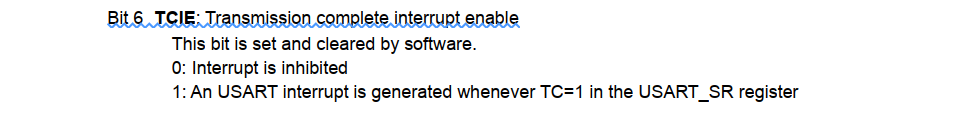 Bit 6 TCIE: Transmission complete interrupt enable
This bit is set and cleared by software.
0: Interrupt is inhibited
1: An USART interrupt is generated whenever TC=1 in the USART_SR register